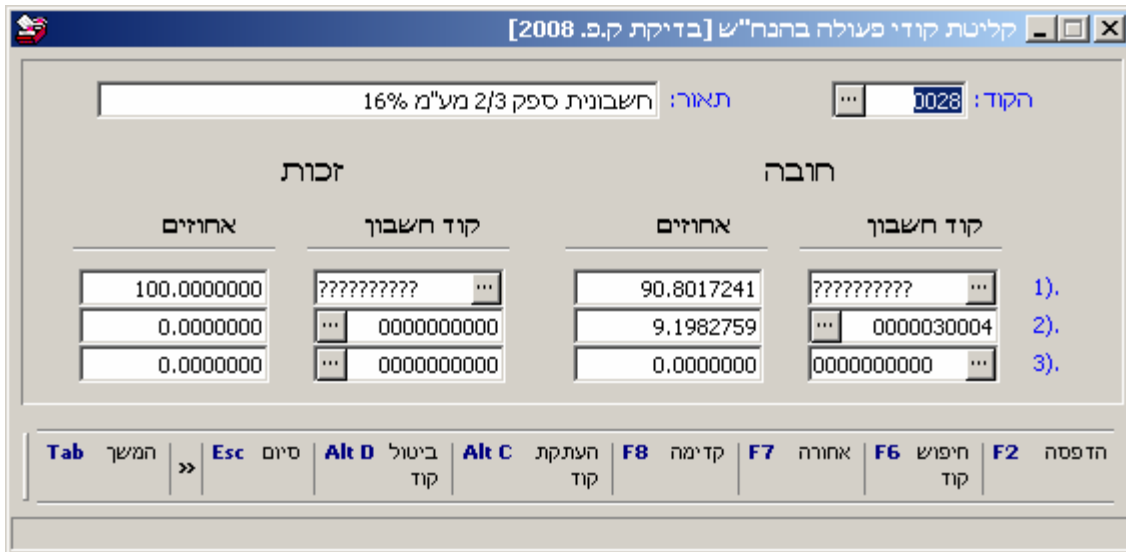 קליטת קודי פעולה בהנח"ש [בדיקת ק.פ. 2008]
הקוד: 0028 ... תאור: חשבונית ספק 2/3 מע"מ 16%
חובה זכות
קוד חשבון אחוזים קוד חשבון אחוזים
1). ?????????? ... 90.8017241 ?????????? ... 100.0000000
2). 0000030004 ... 9.1982759 0000000000 ... 0.0000000
3). 0000000000 ... 0.0000000 0000000000 ... 0.0000000
הדפסה F2 חיפוש קוד F6 אחורה F7 קדימה F8 העתקת קוד Alt C ביטול קוד Alt D סיום Esc » המשך Tab